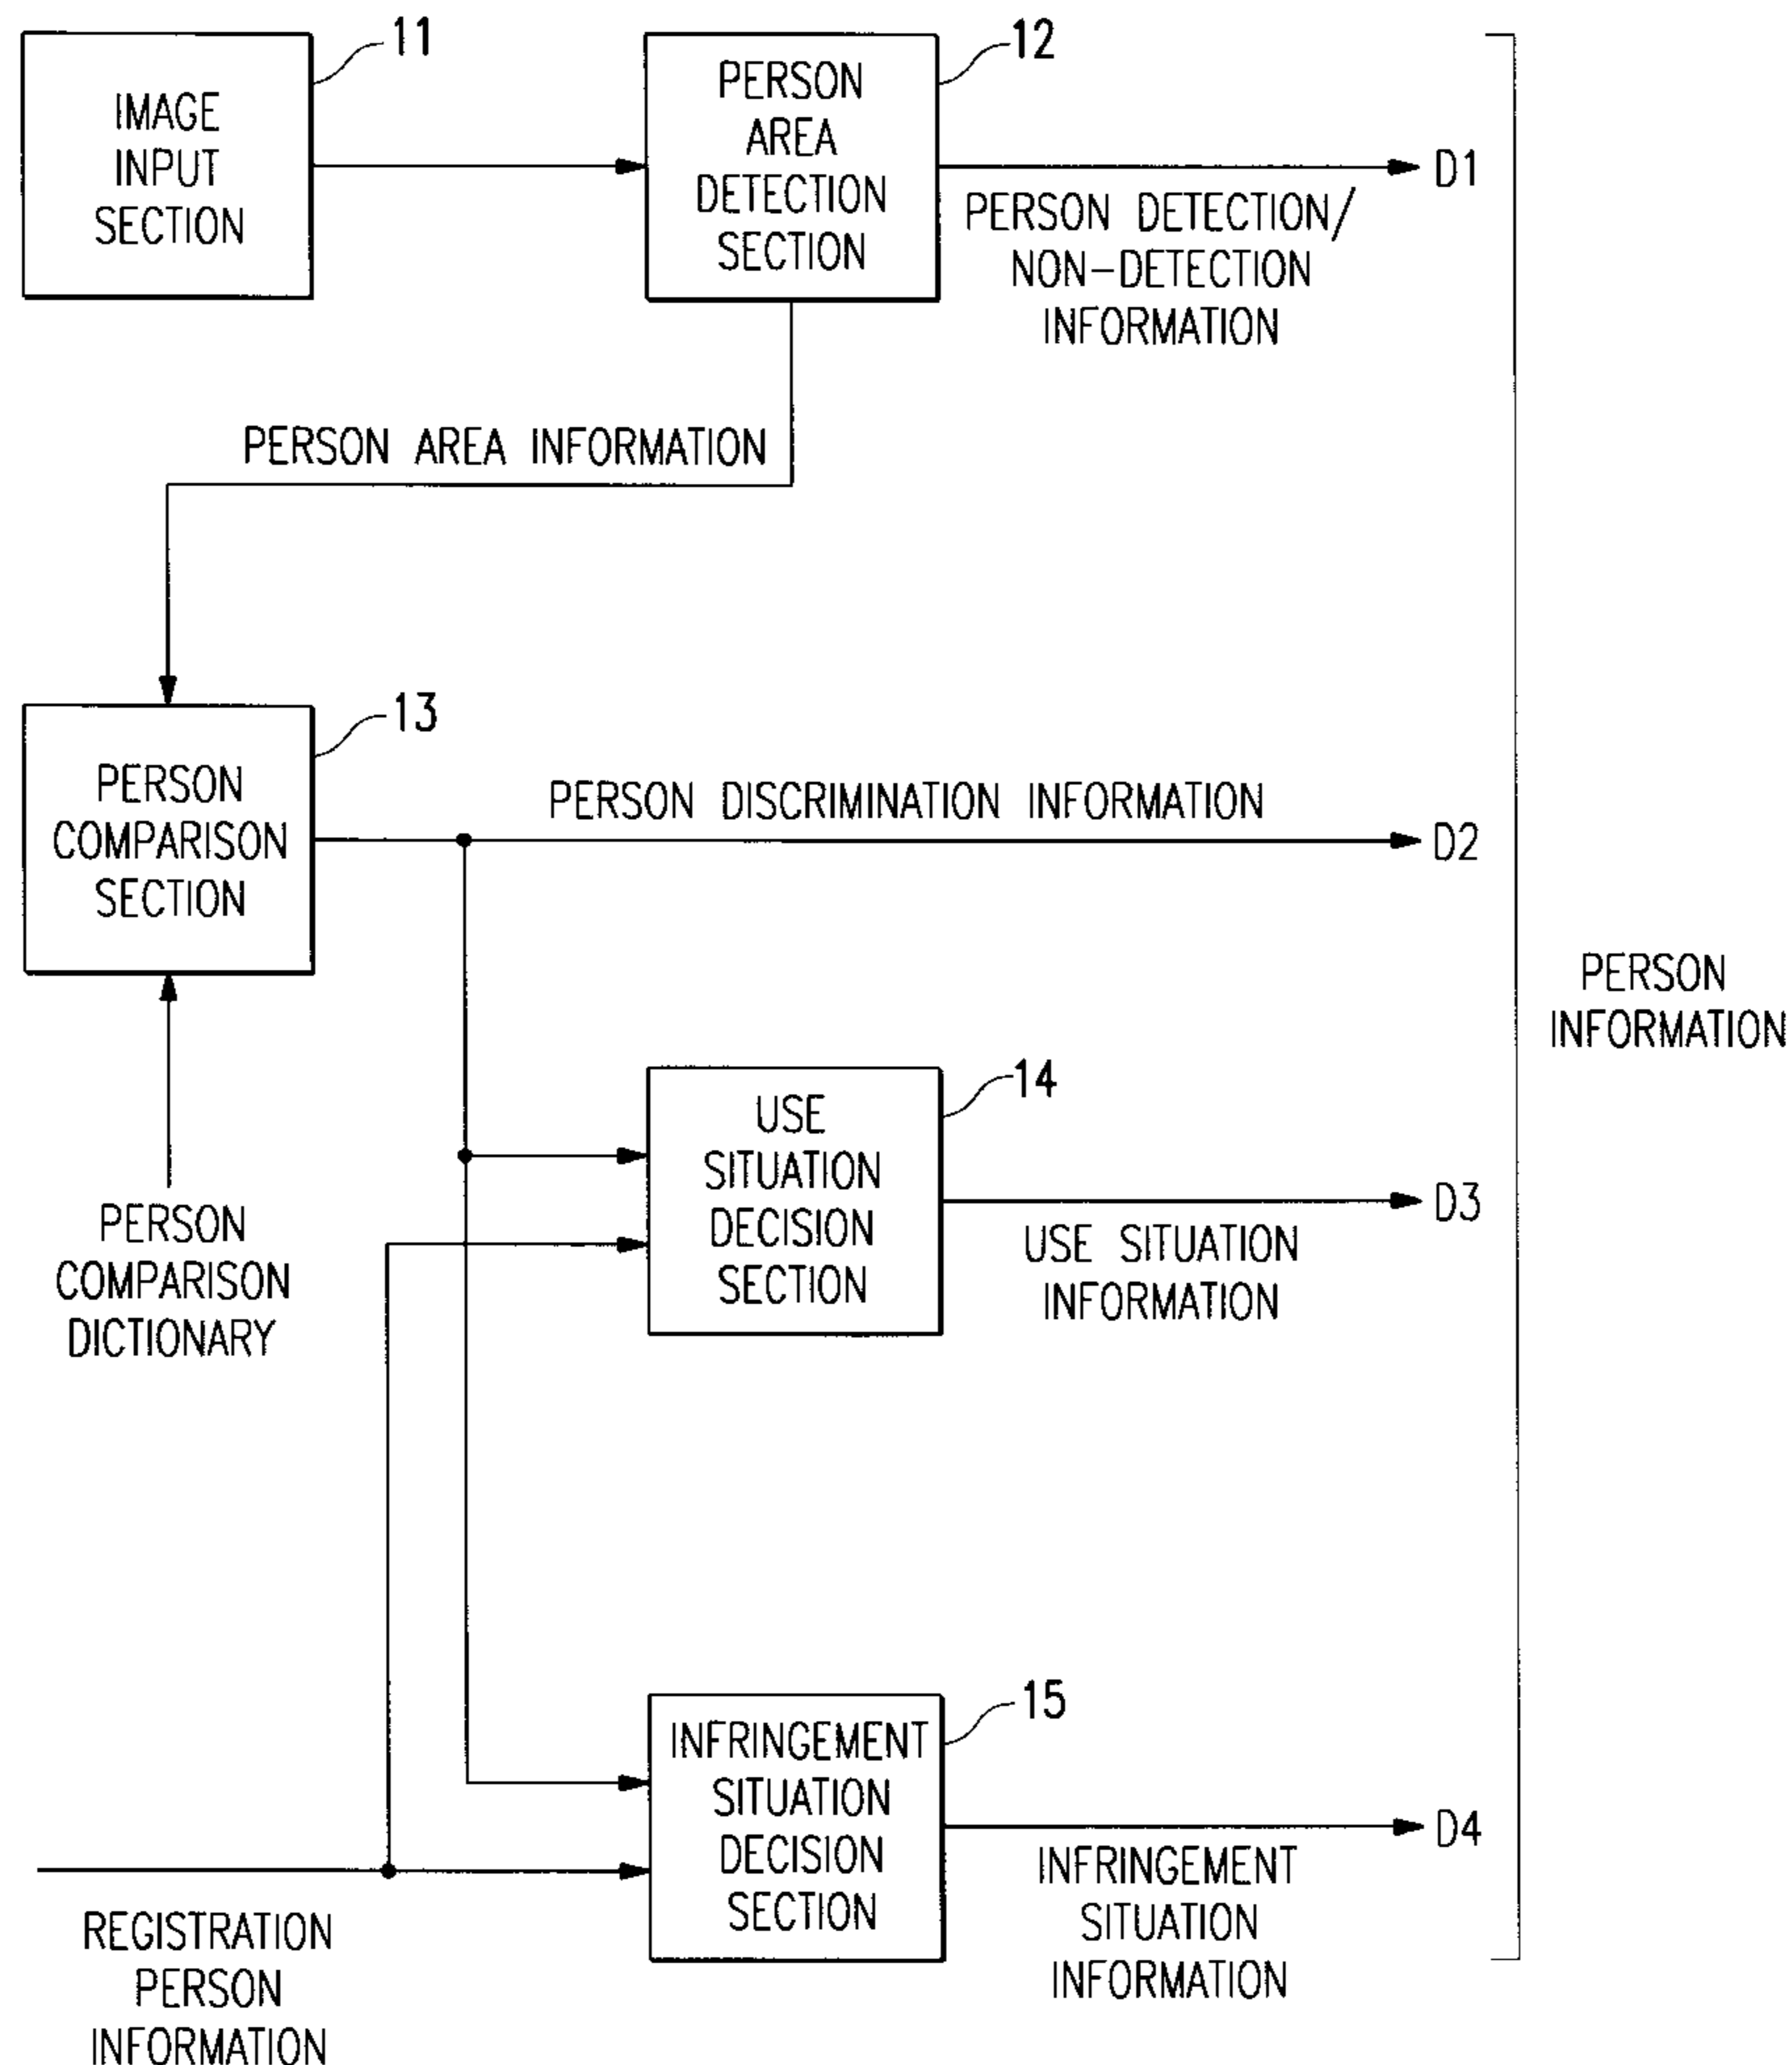 11
IMAGE
INPUT
SECTION
12
PERSON
AREA
DETECTION
SECTION
D1
PERSON DETECTION/
NON-DETECTION
INFORMATION
PERSON AREA INFORMATION
13
PERSON
COMPARISON
SECTION
PERSON DISCRIMINATION INFORMATION
D2
PERSON
INFORMATION
PERSON
COMPARISON
DICTIONARY
14
USE
SITUATION
DECISION
SECTION
D3
USE SITUATION
INFORMATION
15
INFRINGEMENT
SITUATION
DECISION
SECTION
D4
INFRINGEMENT
SITUATION
INFORMATION
REGISTRATION
PERSON
INFORMATION